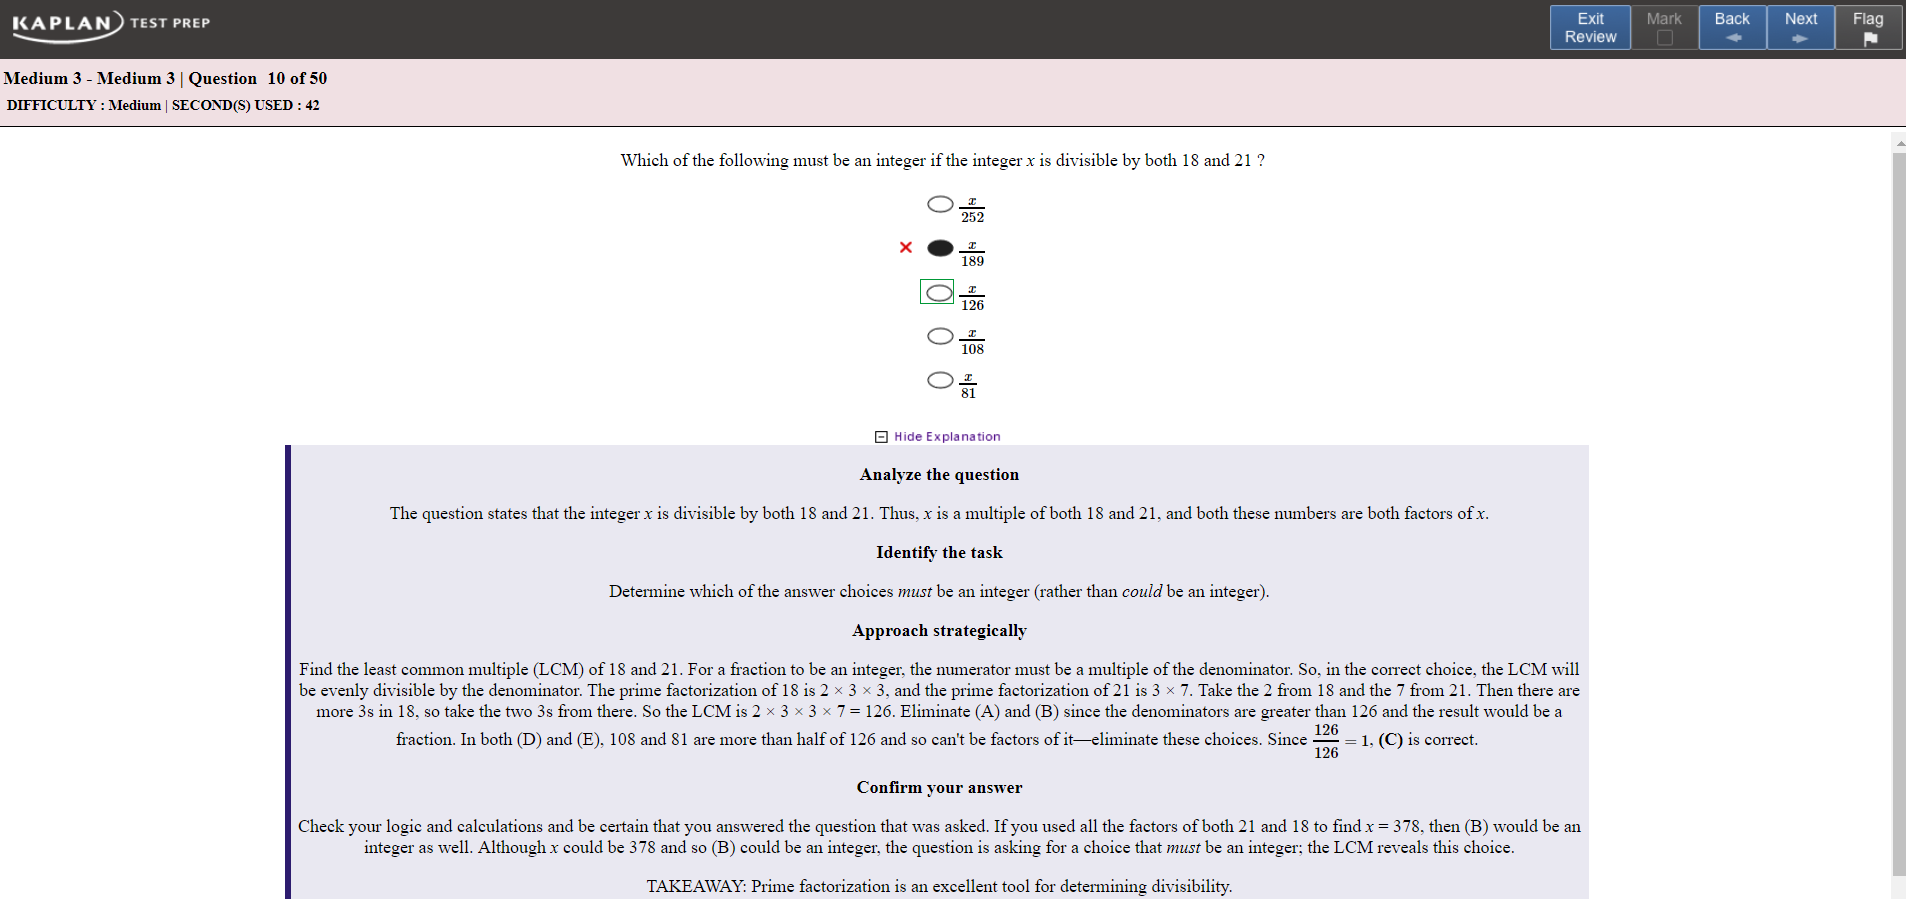 KAPLAN TEST PREP
Exit Review
Mark
Back
Next
Flag
Medium 3 - Medium 3 | Question 10 of 50
DIFFICULTY : Medium | SECOND(S) USED : 42
Which of the following must be an integer if the integer x is divisible by both 18 and 21 ?
x/252
x/189
x/126
x/108
x/81
Hide Explanation
Analyze the question
The question states that the integer x is divisible by both 18 and 21. Thus, x is a multiple of both 18 and 21, and both these numbers are both factors of x.
Identify the task
Determine which of the answer choices must be an integer (rather than could be an integer).
Approach strategically
Find the least common multiple (LCM) of 18 and 21. For a fraction to be an integer, the numerator must be a multiple of the denominator. So, in the correct choice, the LCM will
be evenly divisible by the denominator. The prime factorization of 18 is 2 × 3 × 3, and the prime factorization of 21 is 3 × 7. Take the 2 from 18 and the 7 from 21. Then there are
more 3s in 18, so take the two 3s from there. So the LCM is 2 × 3 × 3 × 7 = 126. Eliminate (A) and (B) since the denominators are greater than 126 and the result would be a
fraction. In both (D) and (E), 108 and 81 are more than half of 126 and so can't be factors of it—eliminate these choices. Since 126/126 = 1, (C) is correct.
Confirm your answer
Check your logic and calculations and be certain that you answered the question that was asked. If you used all the factors of both 21 and 18 to find x = 378, then (B) would be an
integer as well. Although x could be 378 and so (B) could be an integer, the question is asking for a choice that must be an integer; the LCM reveals this choice.
TAKEAWAY: Prime factorization is an excellent tool for determining divisibility.